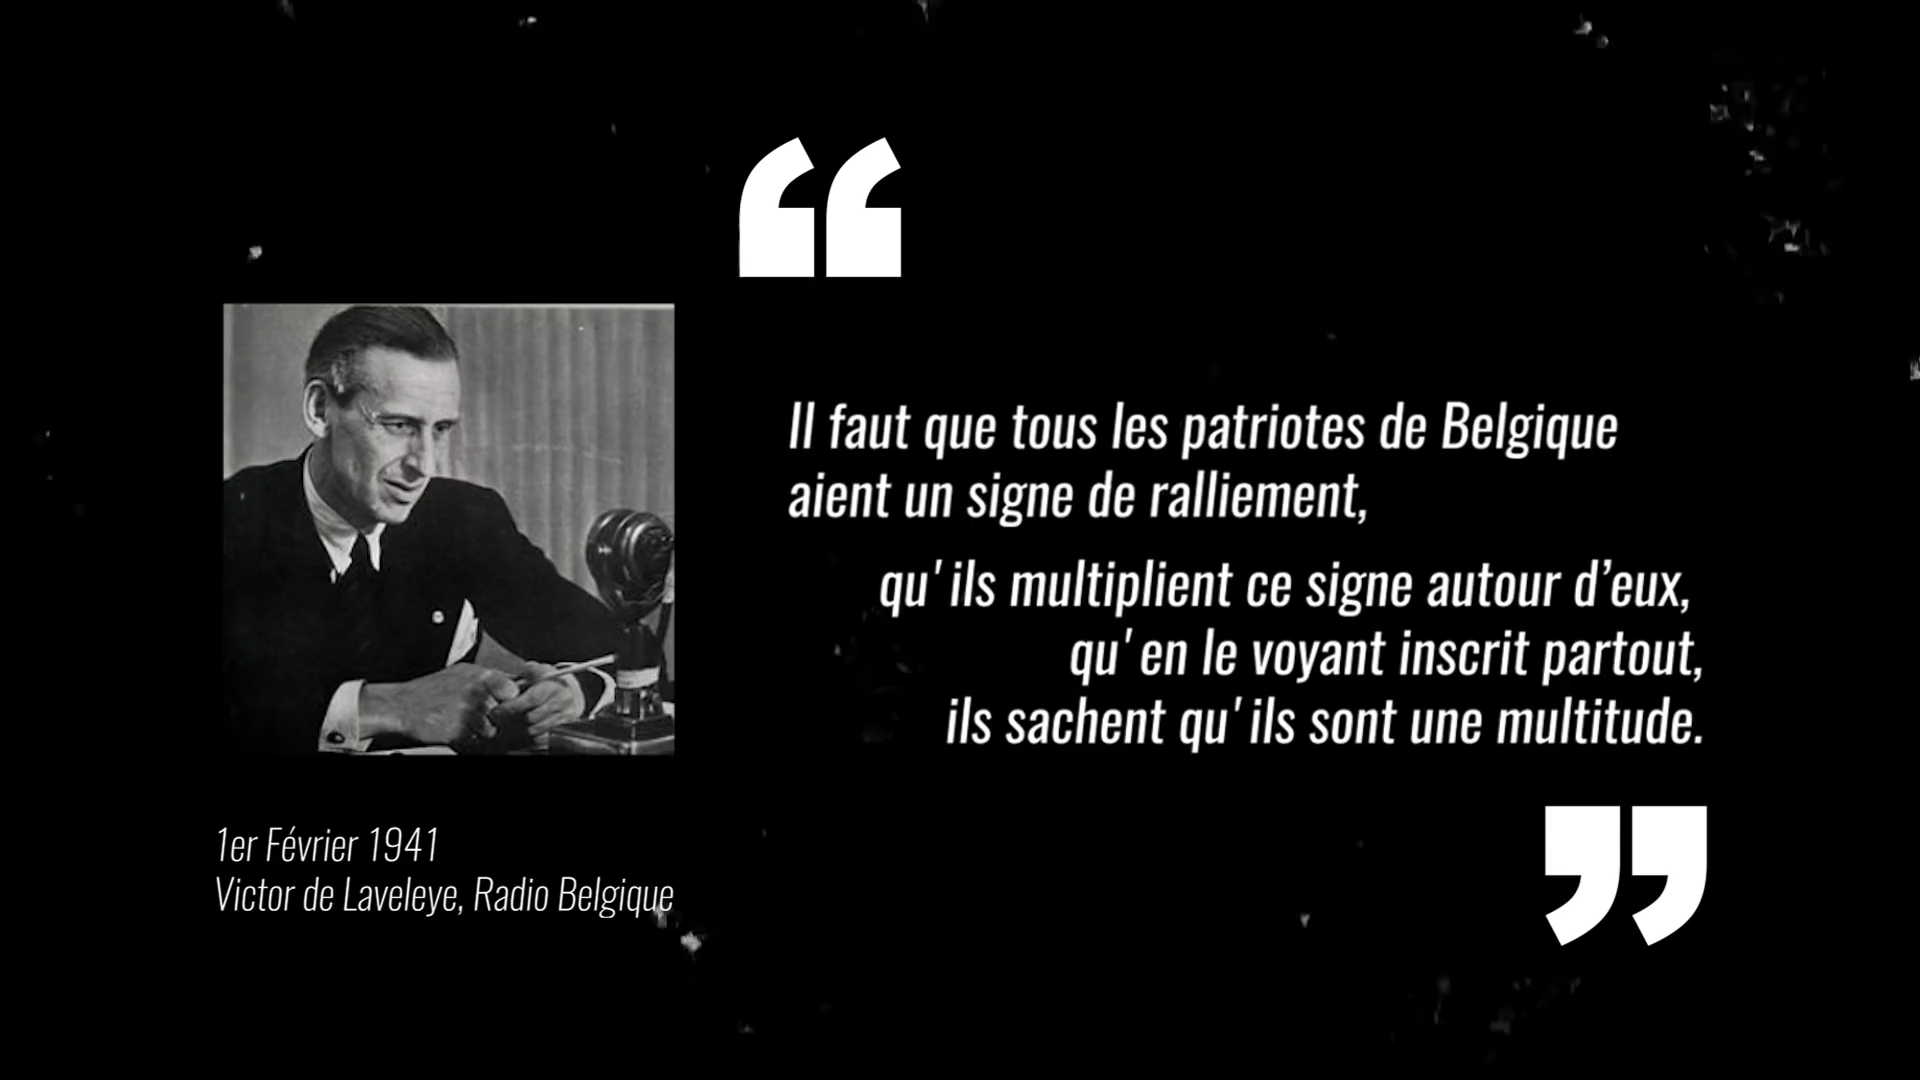 “
Il faut que tous les patriotes de Belgique
aient un signe de ralliement,
qu'ils multiplient ce signe autour d’eux,
qu'en le voyant inscrit partout,
ils sachent qu'ils sont une multitude.
”
1er Février 1941
Victor de Laveleye, Radio Belgique